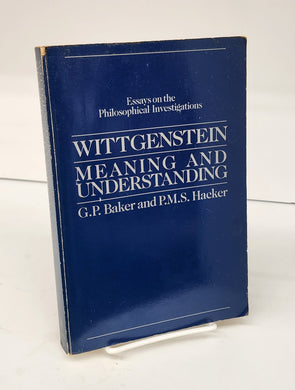 Essays on the
Philosophical Investigations
WITTGENSTEIN
MEANING AND
UNDERSTANDING
G.P. Baker and P.M.S. Hacker